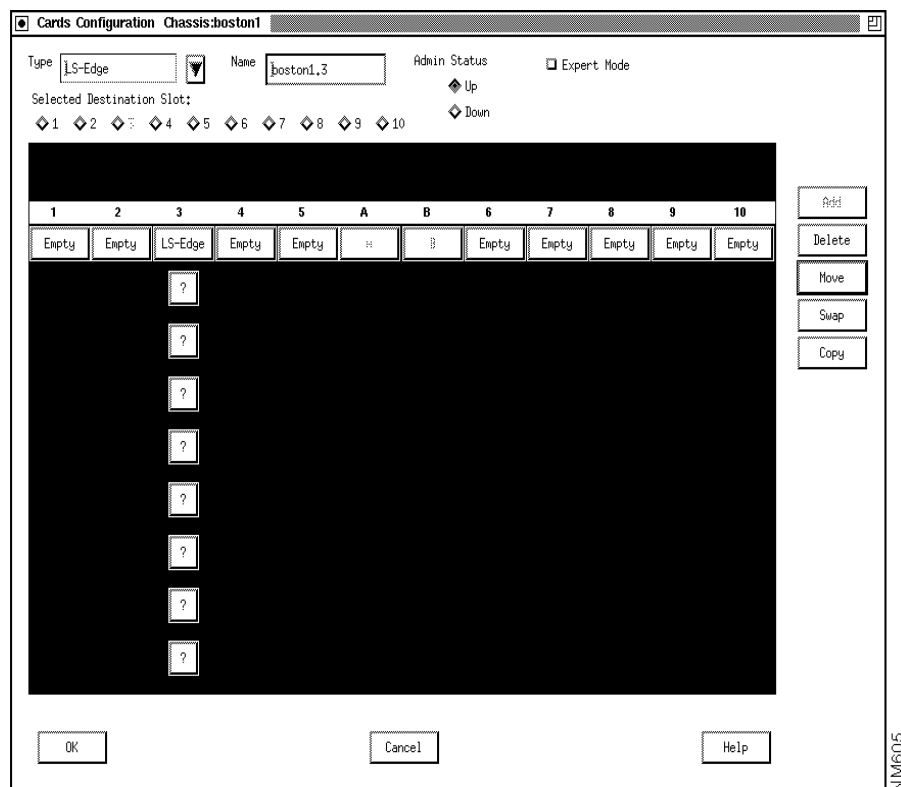 Cards Configuration Chassis:boston1
Type LS-Edge Name boston1.3 Admin Status Expert Mode
Up
Selected Destination Slot:
Down
1 2 3 4 5 6 7 8 9 10
1 2 3 4 5 A B 6 7 8 9 10
Add
Empty Empty LS-Edge Empty Empty Empty Empty Empty Empty Empty
Delete
? Move
Swap
?
Copy
?
?
?
?
?
?
OK Cancel Help
NM605